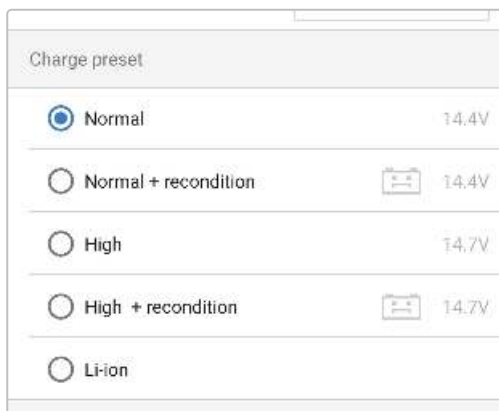 Charge preset
Normal 14.4V
Normal + recondition 14.4V
High 14.7V
High + recondition 14.7V
Li-ion